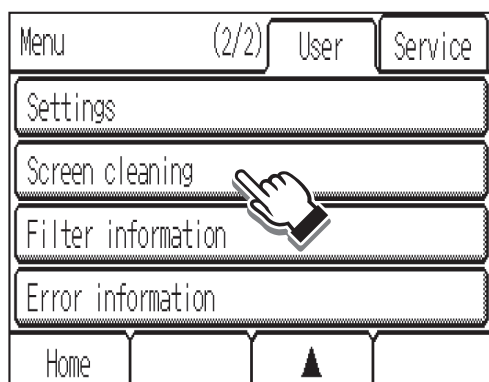 Menu (2/2) User Service
Settings
Screen cleaning
Filter information
Error information
Home ▲